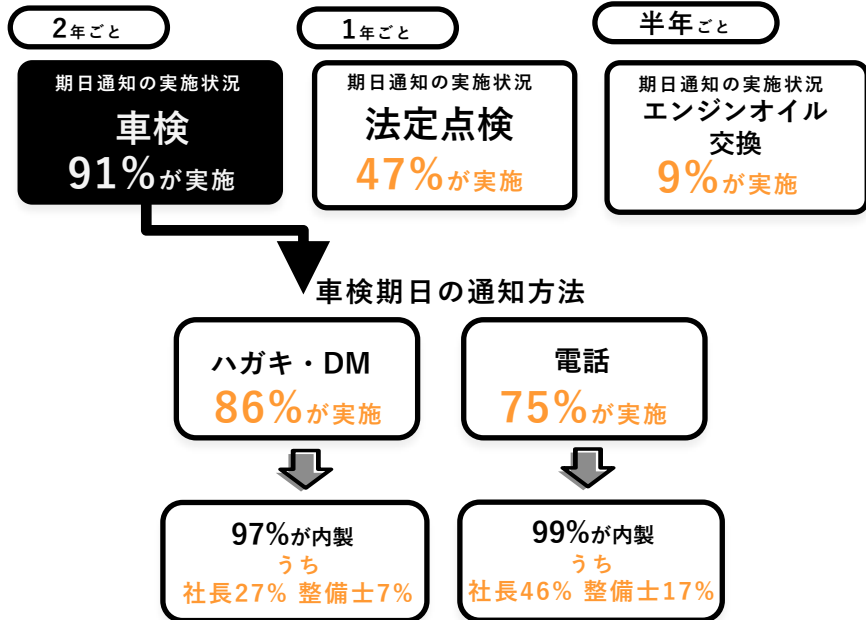 2年ごと
期日通知の実施状況
車検
91%が実施
1年ごと
期日通知の実施状況
法定点検
47%が実施
半年ごと
期日通知の実施状況
エンジンオイル
交換
9%が実施
車検期日の通知方法
ハガキ・DM
86%が実施
97%が内製
うち
社長27% 整備士7%
電話
75%が実施
99%が内製
うち
社長46% 整備士17%